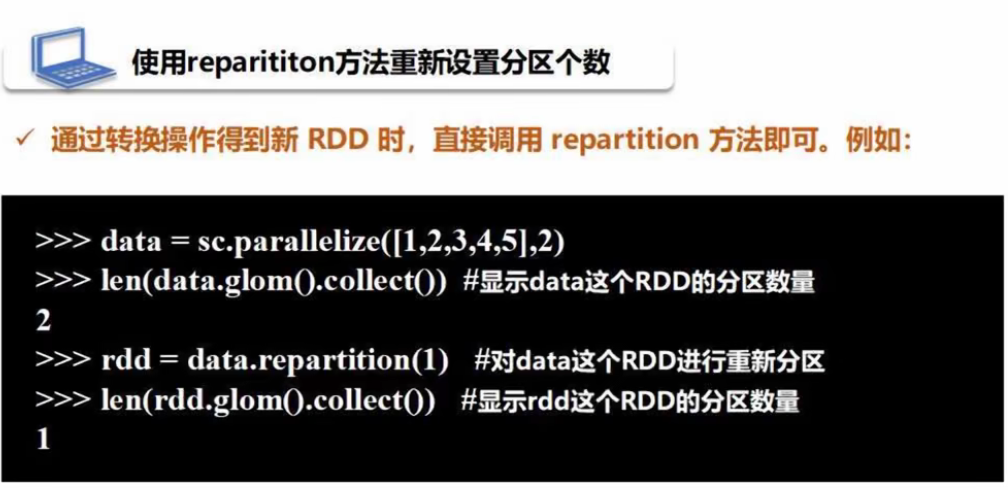 使用reparititon方法重新设置分区个数
✓ 通过转换操作得到新 RDD 时，直接调用 repartition 方法即可。例如：
>>> data = sc.parallelize([1,2,3,4,5],2)
>>> len(data.glom().collect()) #显示data这个RDD的分区数量
2
>>> rdd = data.repartition(1) #对data这个RDD进行重新分区
>>> len(rdd.glom().collect()) #显示rdd这个RDD的分区数量
1